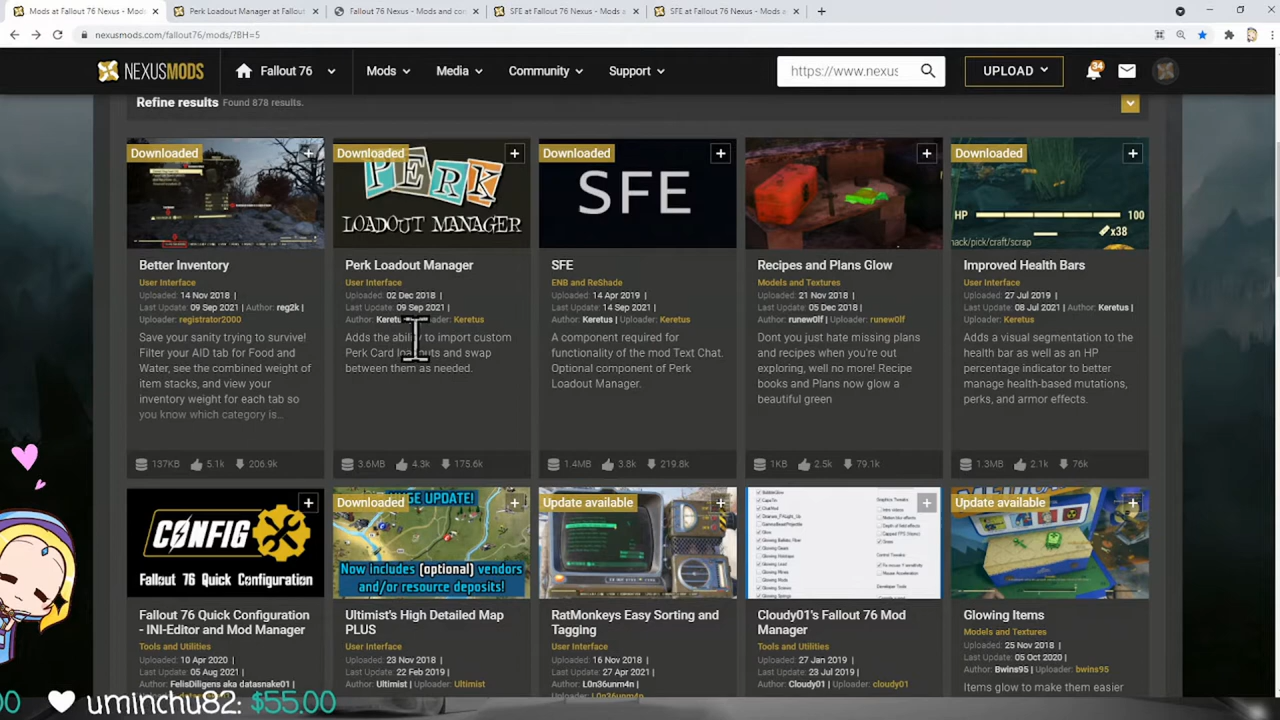 Mods at Fallout 76 Nexus - Mods
Perk Loadout Manager at Fallout
Fallout 76 Nexus - Mods and co
SFE at Fallout 76 Nexus - Mods a
SFE at Fallout 76 Nexus - Mods a
nexusmods.com/fallout76/mods/?BH=5
NEXUSMODS
Fallout 76
Mods
Media
Community
Support
https://www.nexus
UPLOAD
34
Refine results Found 878 results.
Downloaded
Downloaded
PERK
LOADOUT MANAGER
Downloaded
SFE
Downloaded
HP 100
x38
hack/pick/craft/scrap
Better Inventory
User Interface
Uploaded: 14 Nov 2018 |
Last Update: 09 Sep 2021 | Author: reg2k |
Uploader: registrator2000
Save your sanity trying to survive!
Filter your AID tab for Food and
Water, see the combined weight of
item stacks, and view your
inventory weight for each tab so
you know which category is...
137KB 5.1k 206.9k
Perk Loadout Manager
User Interface
Uploaded: 02 Dec 2018 |
Last Update: 09 Sep 2021 |
Author: Keretus
Keretus
Adds the ability to import custom
Perk Card loadouts and swap
between them as needed.
3.6MB 4.3k 175.6k
SFE
ENB and ReShade
Uploaded: 14 Apr 2019 |
Last Update: 14 Sep 2021 |
Author: Keretus | Uploader: Keretus
A component required for
functionality of the mod Text Chat.
Optional component of Perk
Loadout Manager.
1.4MB 3.8k 219.8k
Recipes and Plans Glow
Models and Textures
Uploaded: 21 Nov 2018 |
Last Update: 05 Dec 2018 |
Author: runew0lf | Uploader: runew0lf
Dont you just hate missing plans
and recipes when you're out
exploring, well no more! Recipe
books and Plans now glow a
beautiful green
1KB 2.5k 79.1k
Improved Health Bars
User Interface
Uploaded: 27 Jul 2019 |
Last Update: 08 Jul 2021 | Author: Keretus |
Uploader: Keretus
Adds a visual segmentation to the
health bar as well as an HP
percentage indicator to better
manage health-based mutations,
perks, and armor effects.
1.3MB 2.1k 76k
CONFIG
Fallout 76 Quick Configuration
Downloaded
HUGE UPDATE!
Now includes (optional) vendors
and/or resource deposits!
Update available
Update available
Fallout 76 Quick Configuration
- INI-Editor and Mod Manager
Tools and Utilities
Uploaded: 10 Apr 2020 |
Last Update: 05 Aug 2021 |
Author: FelisDiligens aka datasnake01 |
Ultimist's High Detailed Map
PLUS
User Interface
Uploaded: 23 Nov 2018 |
Last Update: 22 Feb 2019 |
Author: Ultimist | Uploader: Ultimist
RatMonkeys Easy Sorting and
Tagging
User Interface
Uploaded: 16 Nov 2018 |
Last Update: 27 Apr 2021 |
Author: L0n36unm4n |
Uploader: L0n36unm4n
Cloudy01's Fallout 76 Mod
Manager
Tools and Utilities
Uploaded: 27 Jan 2019 |
Last Update: 23 Jul 2019 |
Author: Cloudy01 | Uploader: cloudy01
Glowing Items
Models and Textures
Uploaded: 25 Nov 2018 |
Last Update: 05 Oct 2020 |
Author: Bwins95 | Uploader: bwins95
Items glow to make them easier
uminchu82: $55.00